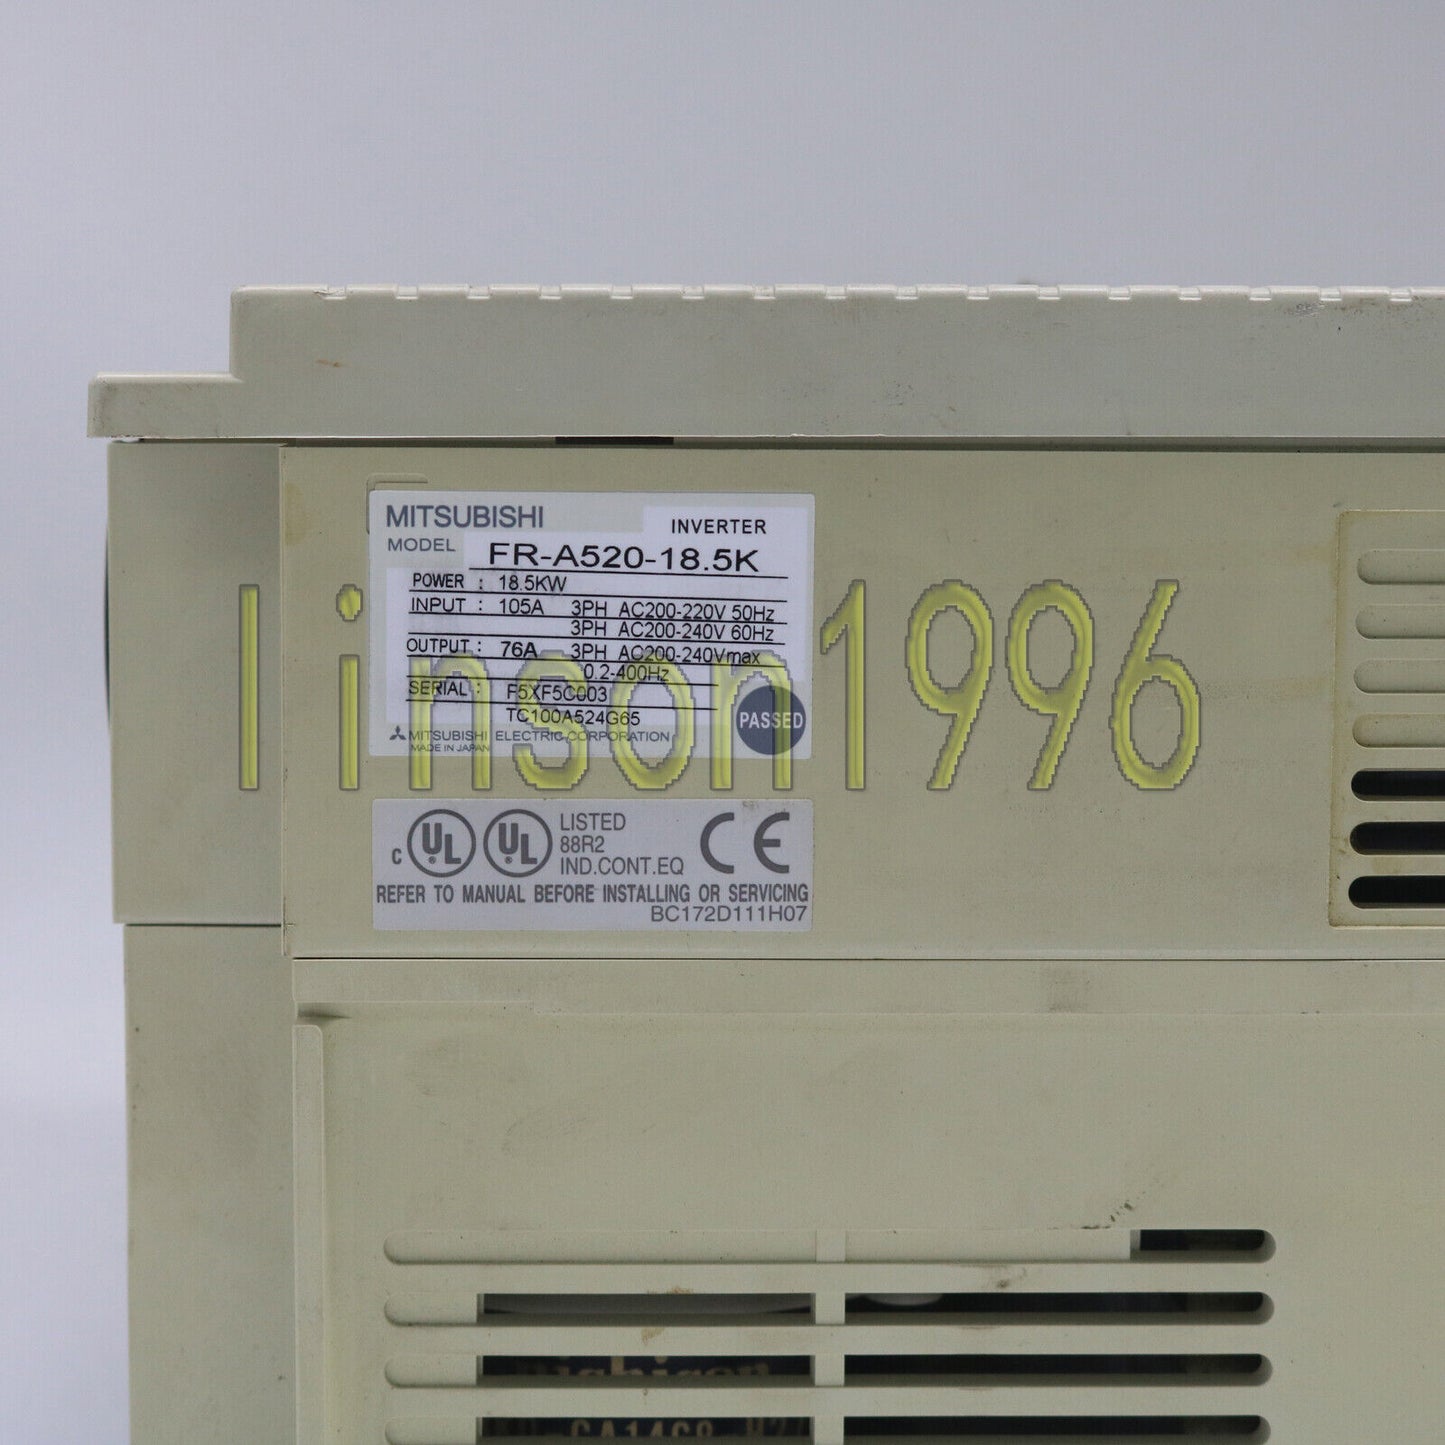 MITSUBISHI
INVERTER
MODEL FR-A520-18.5K
POWER : 18.5KW
INPUT : 105A 3PH AC200-220V 50Hz
3PH AC200-240V 60Hz
OUTPUT : 76A 3PH AC200-240Vmax
0.2-400Hz
SERIAL : F5XF5C003
TC100A524G65
PASSED
MITSUBISHI ELECTRIC CORPORATION
MADE IN JAPAN
linson1996
c UL UL LISTED
88R2
IND.CONT.EQ
CE
REFER TO MANUAL BEFORE INSTALLING OR SERVICING
BC172D111H07